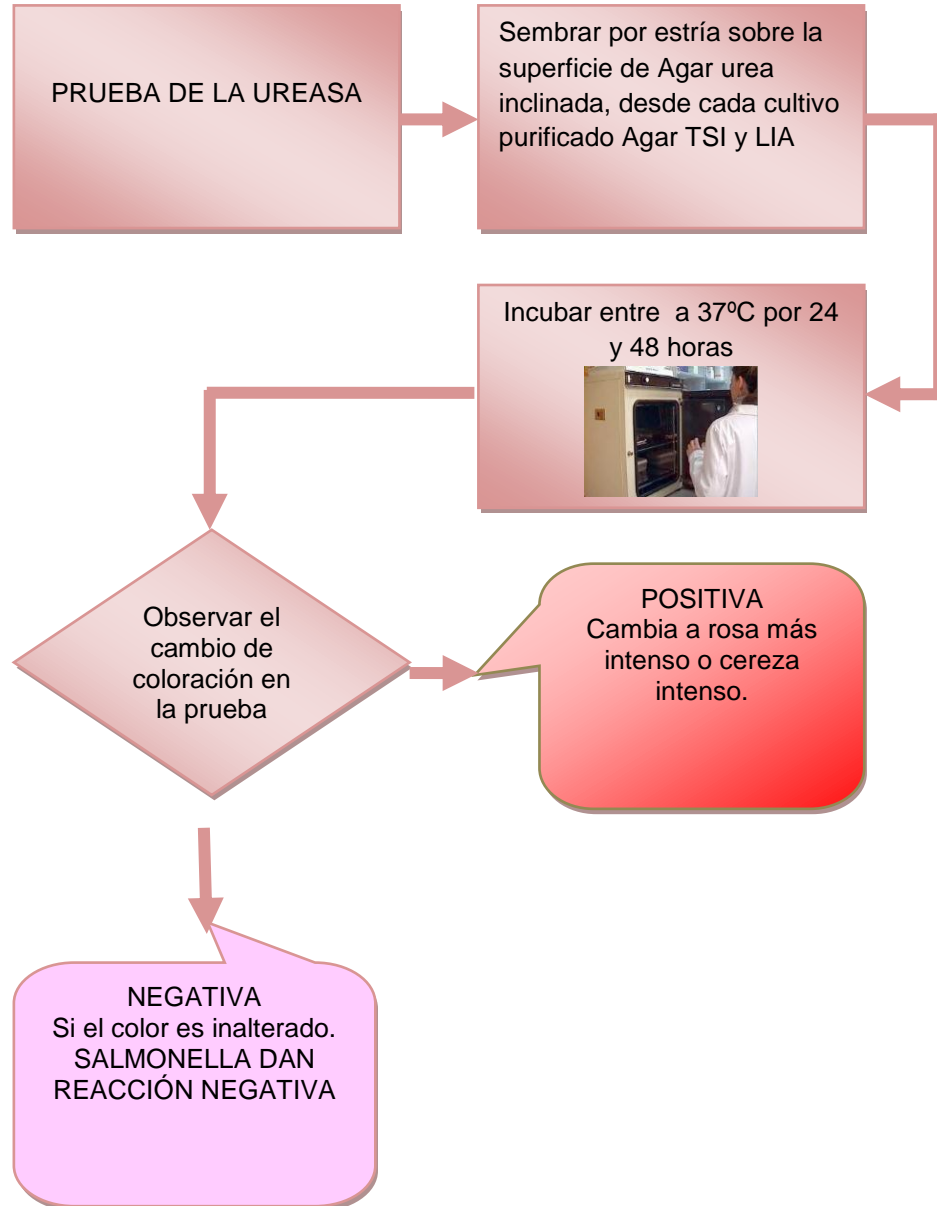 PRUEBA DE LA UREASA
Sembrar por estría sobre la
superficie de Agar urea
inclinada, desde cada cultivo
purificado Agar TSI y LIA
Incubar entre  a 37ºC por 24
y 48 horas
Observar el
cambio de
coloración en
la prueba
POSITIVA
Cambia a rosa más
intenso o cereza
intenso.
NEGATIVA
Si el color es inalterado.
SALMONELLA DAN
REACCIÓN NEGATIVA